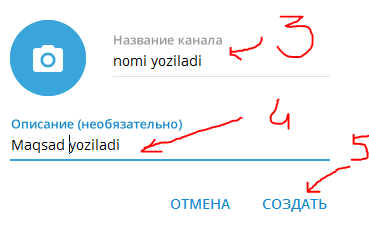 Название канала
3
nomi yoziladi
Описание (необязательно)
4
Maqsad yoziladi
5
ОТМЕНА СОЗДАТЬ